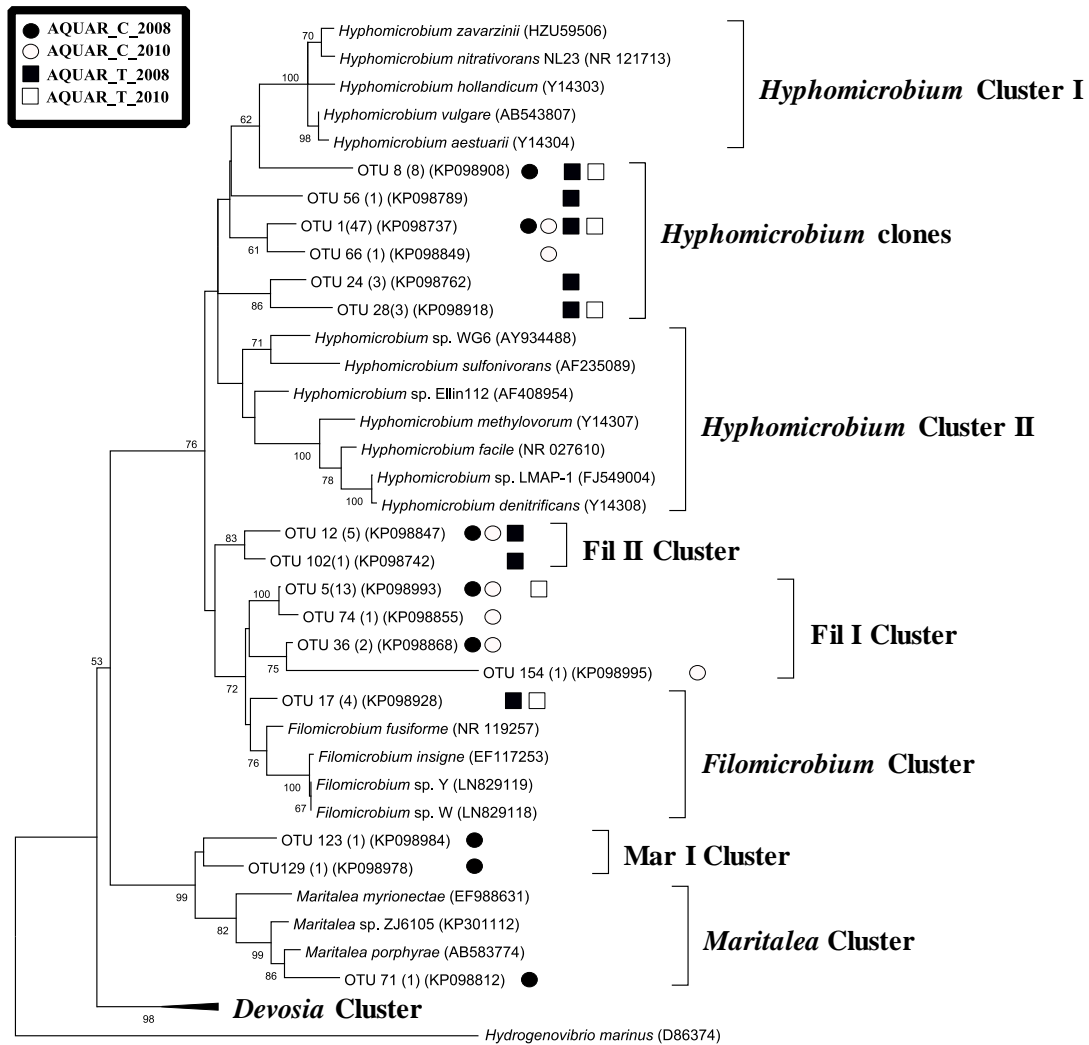 AQUAR_C_2008
AQUAR_C_2010
AQUAR_T_2008
AQUAR_T_2010
Hyphomicrobium zavarzinii (HZU59506)
70
Hyphomicrobium nitrativorans NL23 (NR 121713)
100
Hyphomicrobium hollandicum (Y14303)
Hyphomicrobium Cluster I
Hyphomicrobium vulgare (AB543807)
62
98
Hyphomicrobium aestuarii (Y14304)
OTU 8 (8) (KP098908)
OTU 56 (1) (KP098789)
OTU 1(47) (KP098737)
Hyphomicrobium clones
61
OTU 66 (1) (KP098849)
OTU 24 (3) (KP098762)
86
OTU 28(3) (KP098918)
Hyphomicrobium sp. WG6 (AY934488)
71
Hyphomicrobium sulfonivorans (AF235089)
Hyphomicrobium sp. Ellin112 (AF408954)
Hyphomicrobium methylovorum (Y14307)
Hyphomicrobium Cluster II
76
100
Hyphomicrobium facile (NR 027610)
78
Hyphomicrobium sp. LMAP-1 (FJ549004)
100
Hyphomicrobium denitrificans (Y14308)
OTU 12 (5) (KP098847)
83
Fil II Cluster
OTU 102(1) (KP098742)
OTU 5(13) (KP098993)
100
OTU 74 (1) (KP098855)
Fil I Cluster
OTU 36 (2) (KP098868)
53
75
OTU 154 (1) (KP098995)
72
OTU 17 (4) (KP098928)
Filomicrobium fusiforme (NR 119257)
76
Filomicrobium insigne (EF117253)
Filomicrobium Cluster
100
Filomicrobium sp. Y (LN829119)
67
Filomicrobium sp. W (LN829118)
OTU 123 (1) (KP098984)
Mar I Cluster
OTU129 (1) (KP098978)
99
Maritalea myrionectae (EF988631)
82
Maritalea sp. ZJ6105 (KP301112)
Maritalea Cluster
99
Maritalea porphyrae (AB583774)
86
OTU 71 (1) (KP098812)
Devosia Cluster
98
Hydrogenovibrio marinus (D86374)